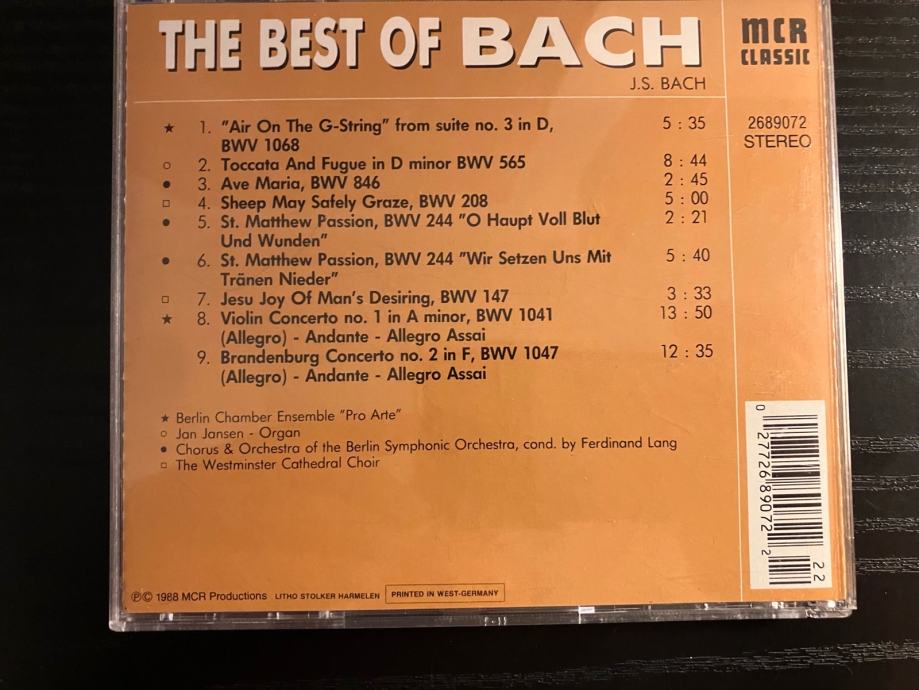 THE BEST OF BACH
J.S. BACH
MCR
CLASSIC
2689072
STEREO
★ 1. "Air On The G-String" from suite no. 3 in D, 5 : 35
BWV 1068
○ 2. Toccata And Fugue in D minor BWV 565 8 : 44
● 3. Ave Maria, BWV 846 2 : 45
□ 4. Sheep May Safely Graze, BWV 208 5 : 00
● 5. St. Matthew Passion, BWV 244 "O Haupt Voll Blut 2 : 21
Und Wunden"
● 6. St. Matthew Passion, BWV 244 "Wir Setzen Uns Mit 5 : 40
Tränen Nieder"
□ 7. Jesu Joy Of Man's Desiring, BWV 147 3 : 33
★ 8. Violin Concerto no. 1 in A minor, BWV 1041 13 : 50
(Allegro) - Andante - Allegro Assai
9. Brandenburg Concerto no. 2 in F, BWV 1047 12 : 35
(Allegro) - Andante - Allegro Assai
★ Berlin Chamber Ensemble "Pro Arte"
○ Jan Jansen - Organ
● Chorus & Orchestra of the Berlin Symphonic Orchestra, cond. by Ferdinand Lang
□ The Westminster Cathedral Choir
0 27726 89072 2
22
℗© 1988 MCR Productions LITHO STOLKER HARMELEN PRINTED IN WEST-GERMANY